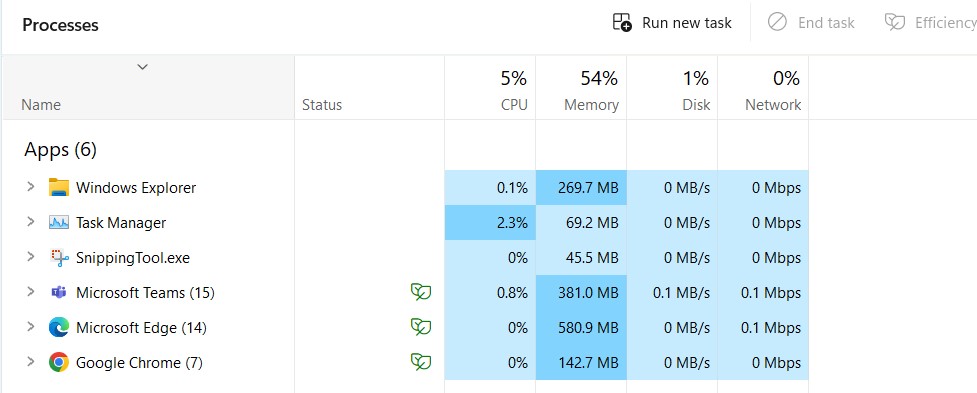 Processes
Run new task
End task
Efficiency
5% 54% 1% 0%
Name Status CPU Memory Disk Network
Apps (6)
Windows Explorer 0.1% 269.7 MB 0 MB/s 0 Mbps
Task Manager 2.3% 69.2 MB 0 MB/s 0 Mbps
SnippingTool.exe 0% 45.5 MB 0 MB/s 0 Mbps
Microsoft Teams (15) 0.8% 381.0 MB 0.1 MB/s 0.1 Mbps
Microsoft Edge (14) 0% 580.9 MB 0 MB/s 0.1 Mbps
Google Chrome (7) 0% 142.7 MB 0 MB/s 0 Mbps